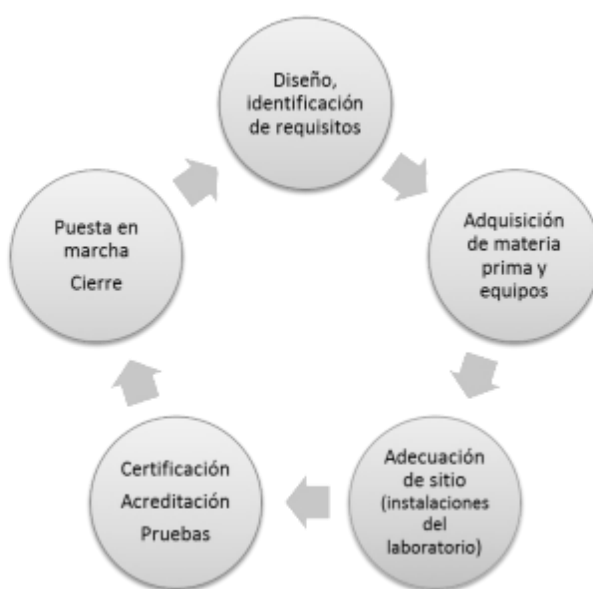 Diseño,
identificación
de requisitos
Adquisición
de materia
prima y
equipos
Adecuación
de sitio
(instalaciones
del
laboratorio)
Certificación
Acreditación
Pruebas
Puesta en
marcha
Cierre